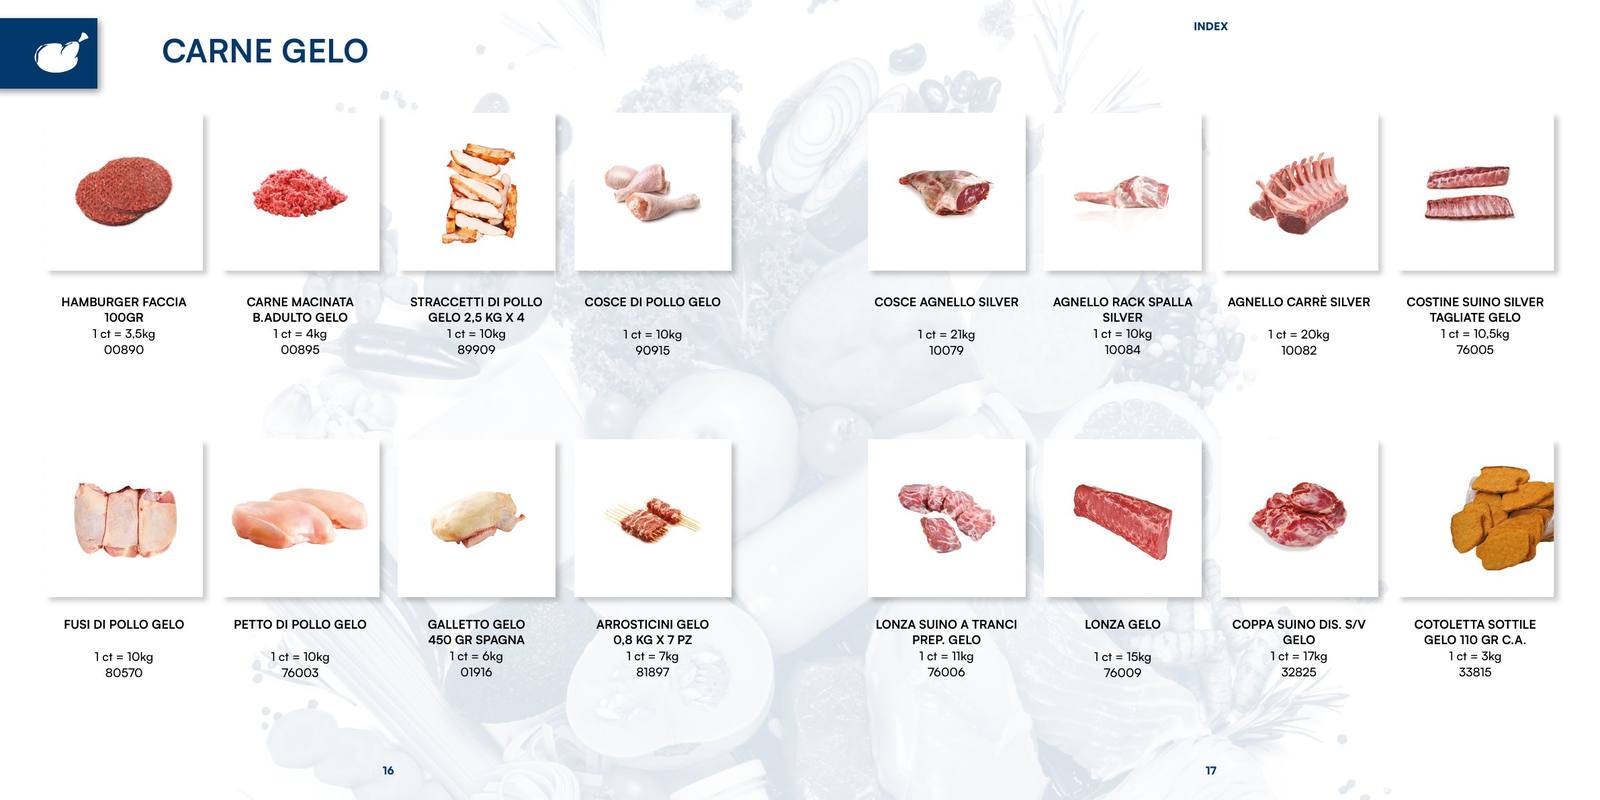 CARNE GELO
INDEX
HAMBURGER FACCIA
100GR
1 ct = 3,5kg
00890
CARNE MACINATA
B.ADULTO GELO
1 ct = 4kg
00895
STRACCETTI DI POLLO
GELO 2,5 KG X 4
1 ct = 10kg
89909
COSCE DI POLLO GELO
1 ct = 10kg
90915
COSCE AGNELLO SILVER
1 ct = 21kg
10079
AGNELLO RACK SPALLA
SILVER
1 ct = 10kg
10084
AGNELLO CARRÈ SILVER
1 ct = 20kg
10082
COSTINE SUINO SILVER
TAGLIATE GELO
1 ct = 10,5kg
76005
FUSI DI POLLO GELO
1 ct = 10kg
80570
PETTO DI POLLO GELO
1 ct = 10kg
76003
GALLETTO GELO
450 GR SPAGNA
1 ct = 6kg
01916
ARROSTICINI GELO
0,8 KG X 7 PZ
1 ct = 7kg
81897
LONZA SUINO A TRANCI
PREP. GELO
1 ct = 11kg
76006
LONZA GELO
1 ct = 15kg
76009
COPPA SUINO DIS. S/V
GELO
1 ct = 17kg
32825
COTOLETTA SOTTILE
GELO 110 GR C.A.
1 ct = 3kg
33815
16
17